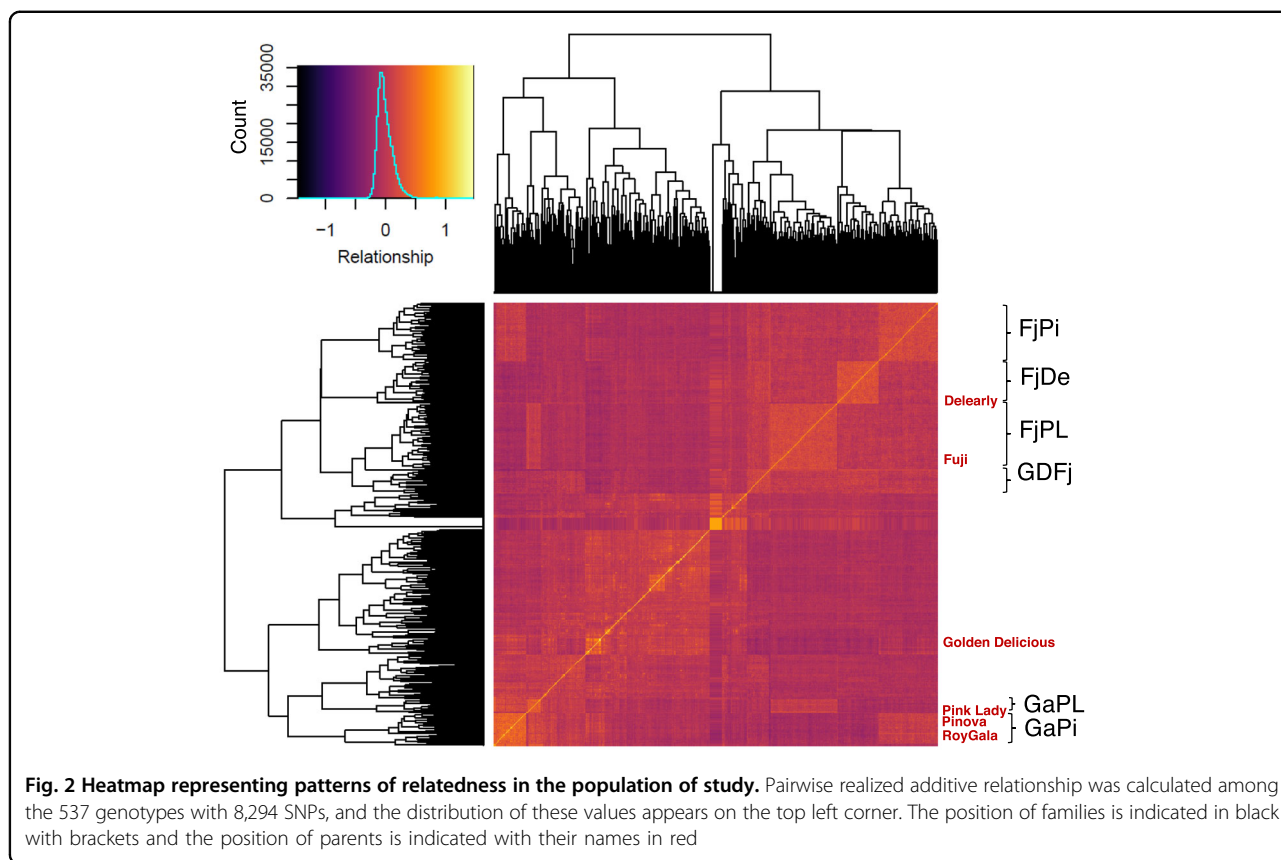 35000
15000
0
Count
−1 0 1
Relationship
FjPi
FjDe
Delearly
FjPL
Fuji
GDFj
Golden Delicious
GaPL
Pink Lady
Pinova
GaPi
RoyGala
Fig. 2 Heatmap representing patterns of relatedness in the population of study. Pairwise realized additive relationship was calculated among
the 537 genotypes with 8,294 SNPs, and the distribution of these values appears on the top left corner. The position of families is indicated in black
with brackets and the position of parents is indicated with their names in red